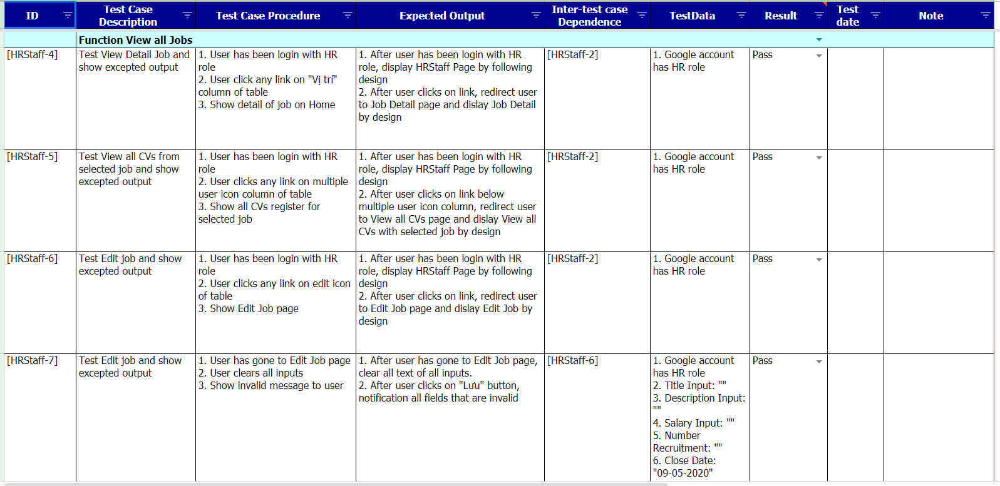 ID
Test Case
Description
Test Case Procedure
Expected Output
Inter-test case
Dependence
TestData
Result
Test
date
Note
Function View all Jobs
[HRStaff-4]
Test View Detail Job and
show excepted output
1. User has been login with HR
role
2. User click any link on "Vị trí"
column of table
3. Show detail of job on Home
1. After user has been login with HR
role, display HRStaff Page by following
design
2. After user clicks on link, redirect user
to Job Detail page and dislay Job Detail
by design
[HRStaff-2]
1. Google account
has HR role
Pass
[HRStaff-5]
Test View all CVs from
selected job and show
excepted output
1. User has been login with HR
role
2. User clicks any link on multiple
user icon column of table
3. Show all CVs register for
selected job
1. After user has been login with HR
role, display HRStaff Page by following
design
2. After user clicks on link below
multiple user icon column, redirect user
to View all CVs page and dislay View all
CVs with selected job by design
[HRStaff-2]
1. Google account
has HR role
Pass
[HRStaff-6]
Test Edit job and show
excepted output
1. User has been login with HR
role
2. User clicks any link on edit icon
of table
3. Show Edit Job page
1. After user has been login with HR
role, display HRStaff Page by following
design
2. After user clicks on link, redirect user
to Edit Job page and dislay Edit Job by
design
[HRStaff-2]
1. Google account
has HR role
Pass
[HRStaff-7]
Test Edit job and show
excepted output
1. User has gone to Edit Job page
2. User clears all inputs
3. Show invalid message to user
1. After user has gone to Edit Job page,
clear all text of all inputs.
2. After user clicks on "Lưu" button,
notification all fields that are invalid
[HRStaff-6]
1. Google account
has HR role
2. Title Input: ""
3. Description Input:
""
4. Salary Input: ""
5. Number
Recruitment: ""
6. Close Date:
"09-05-2020"
Pass